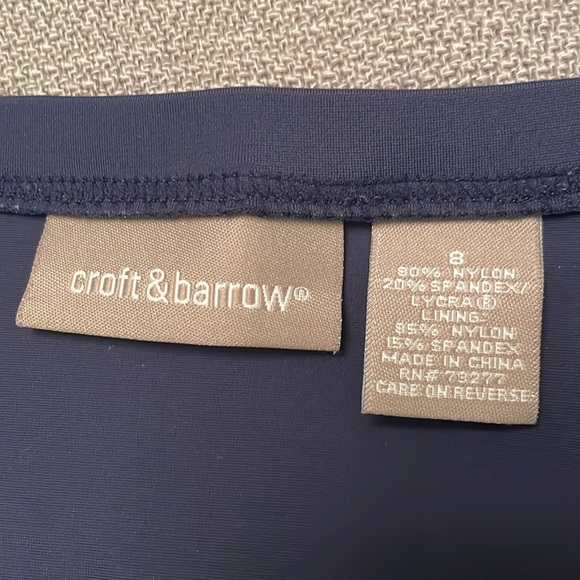 croft&barrow®
8
80% NYLON
20% SPANDEX/
LYCRA®
LINING:
85% NYLON
15% SPANDEX
MADE IN CHINA
RN# 73277
CARE ON REVERSE